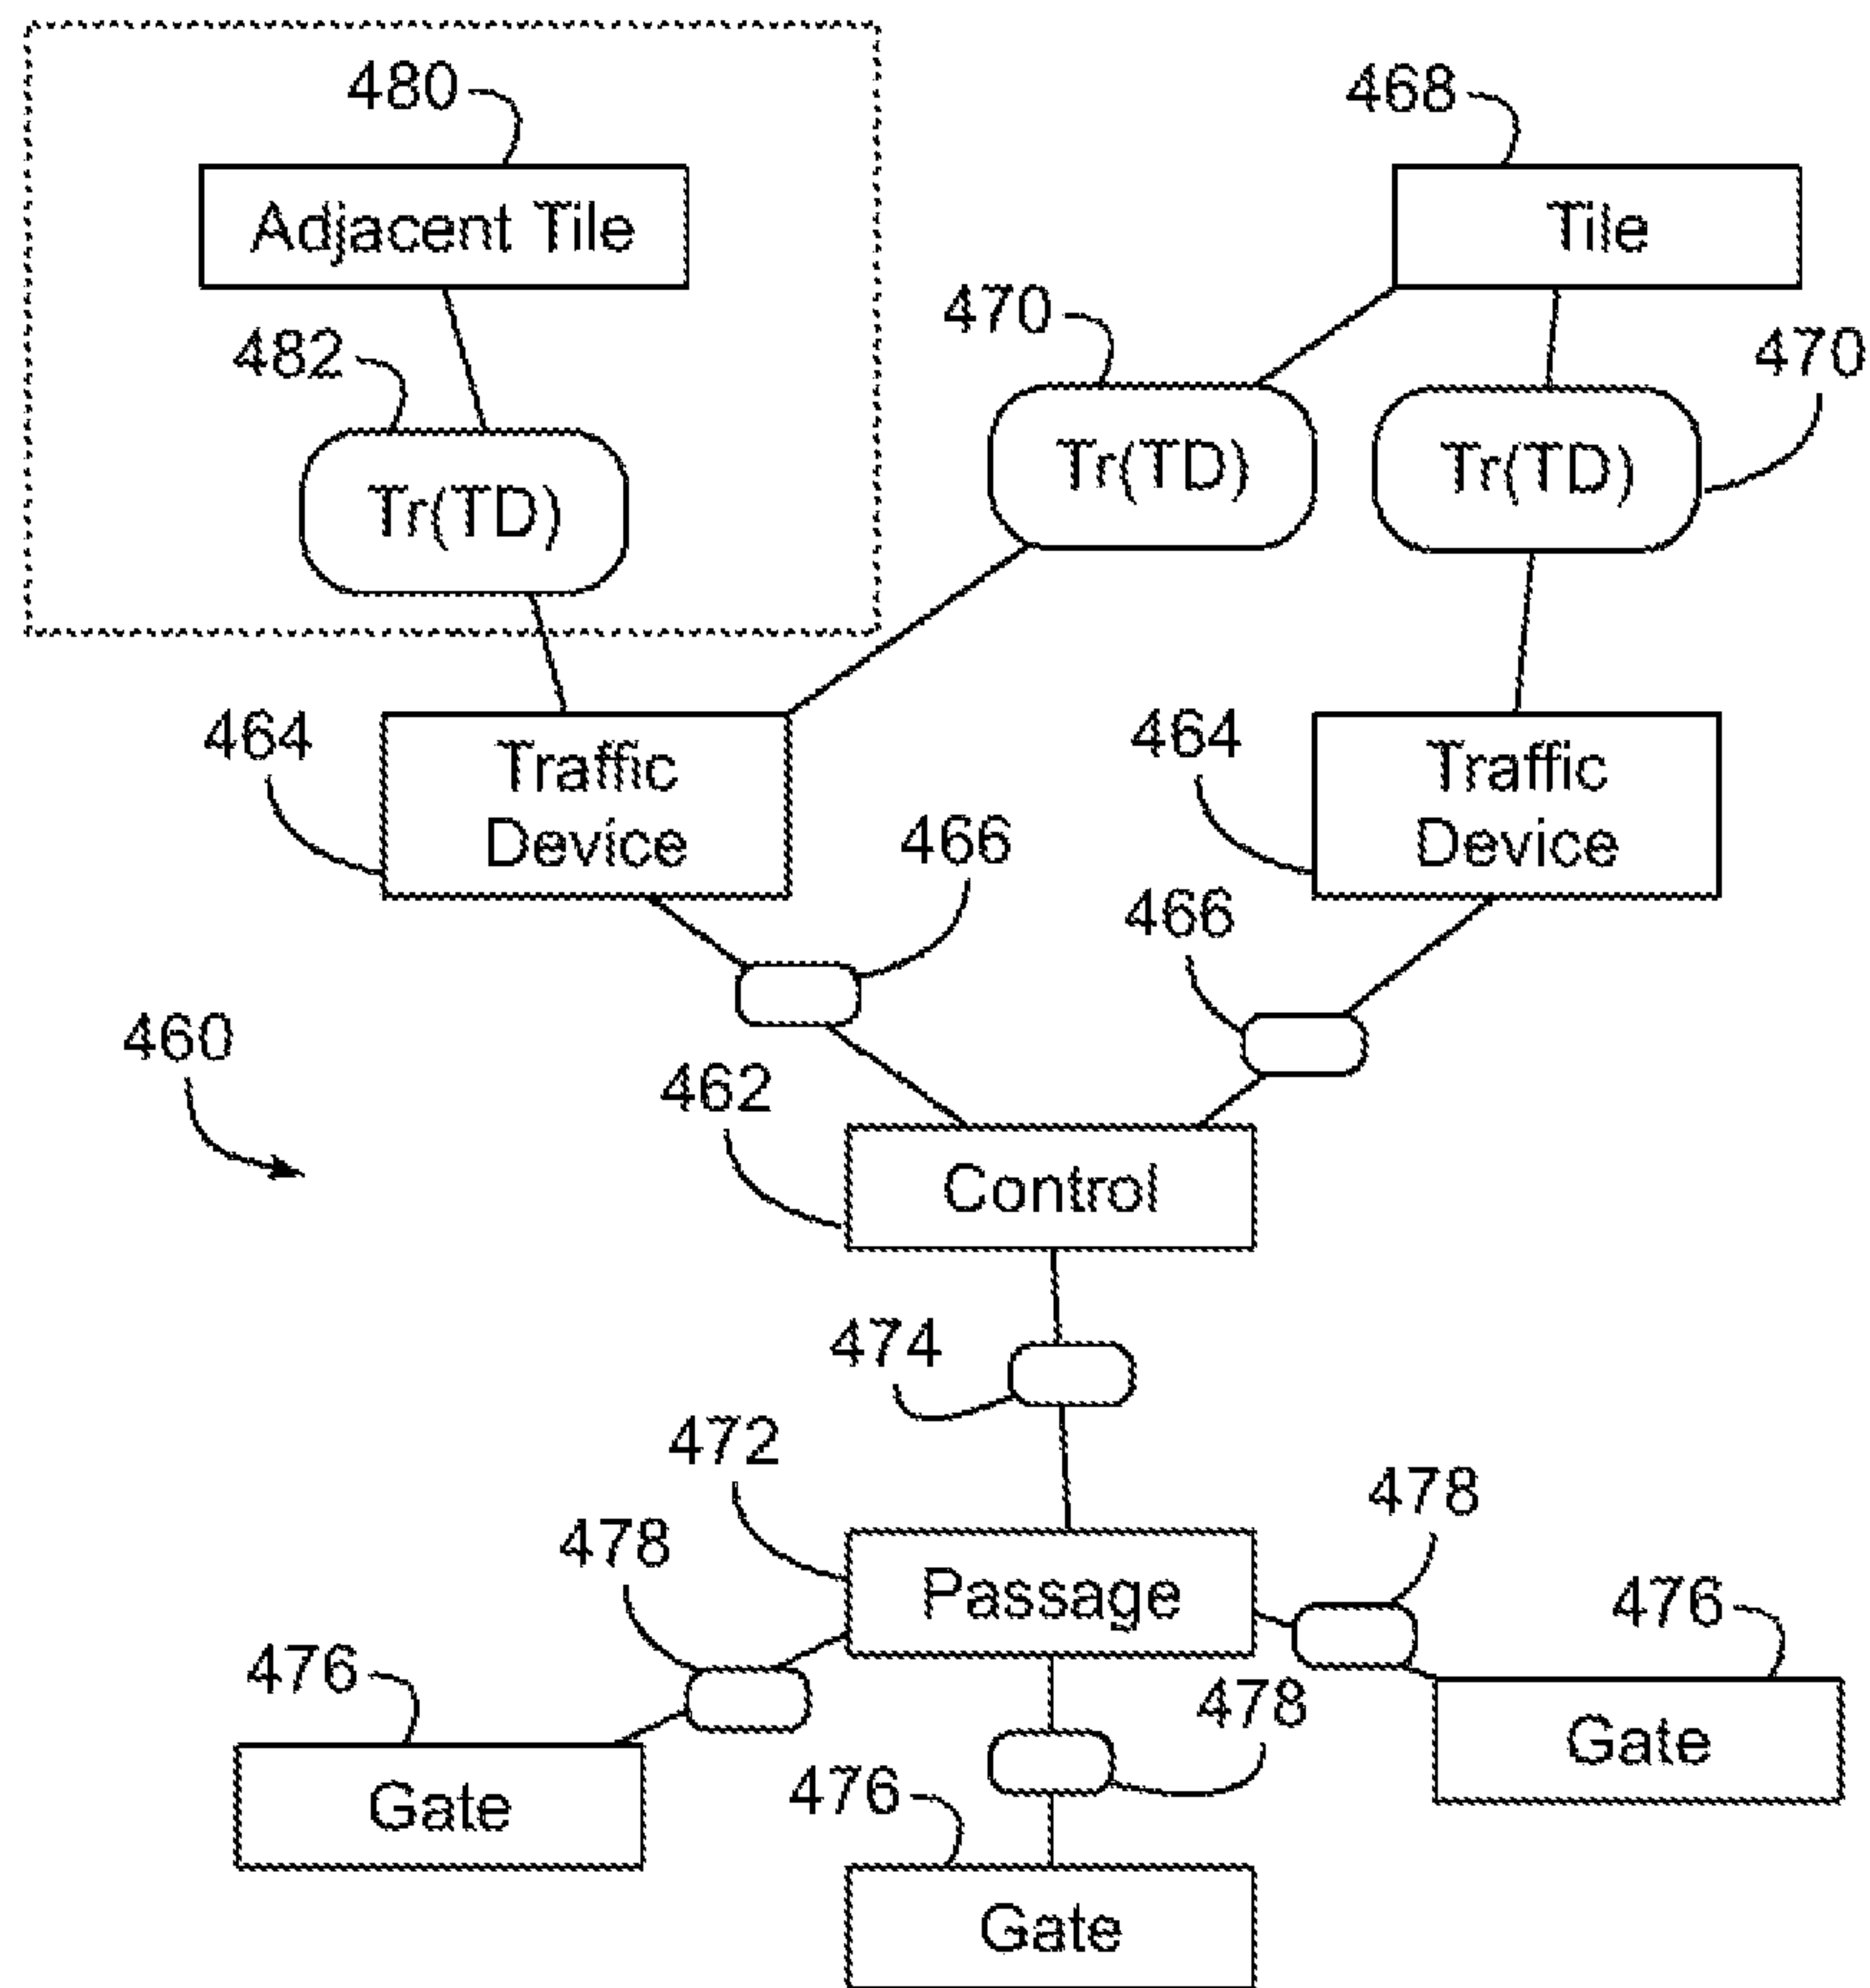 480
468
Adjacent Tile
Tile
470
482
470
Tr(TD)
Tr(TD)
Tr(TD)
464
Traffic
Device
464
Traffic
Device
466
466
460
462
Control
474
472
478
478
Passage
476
476
478
Gate
Gate
476
Gate